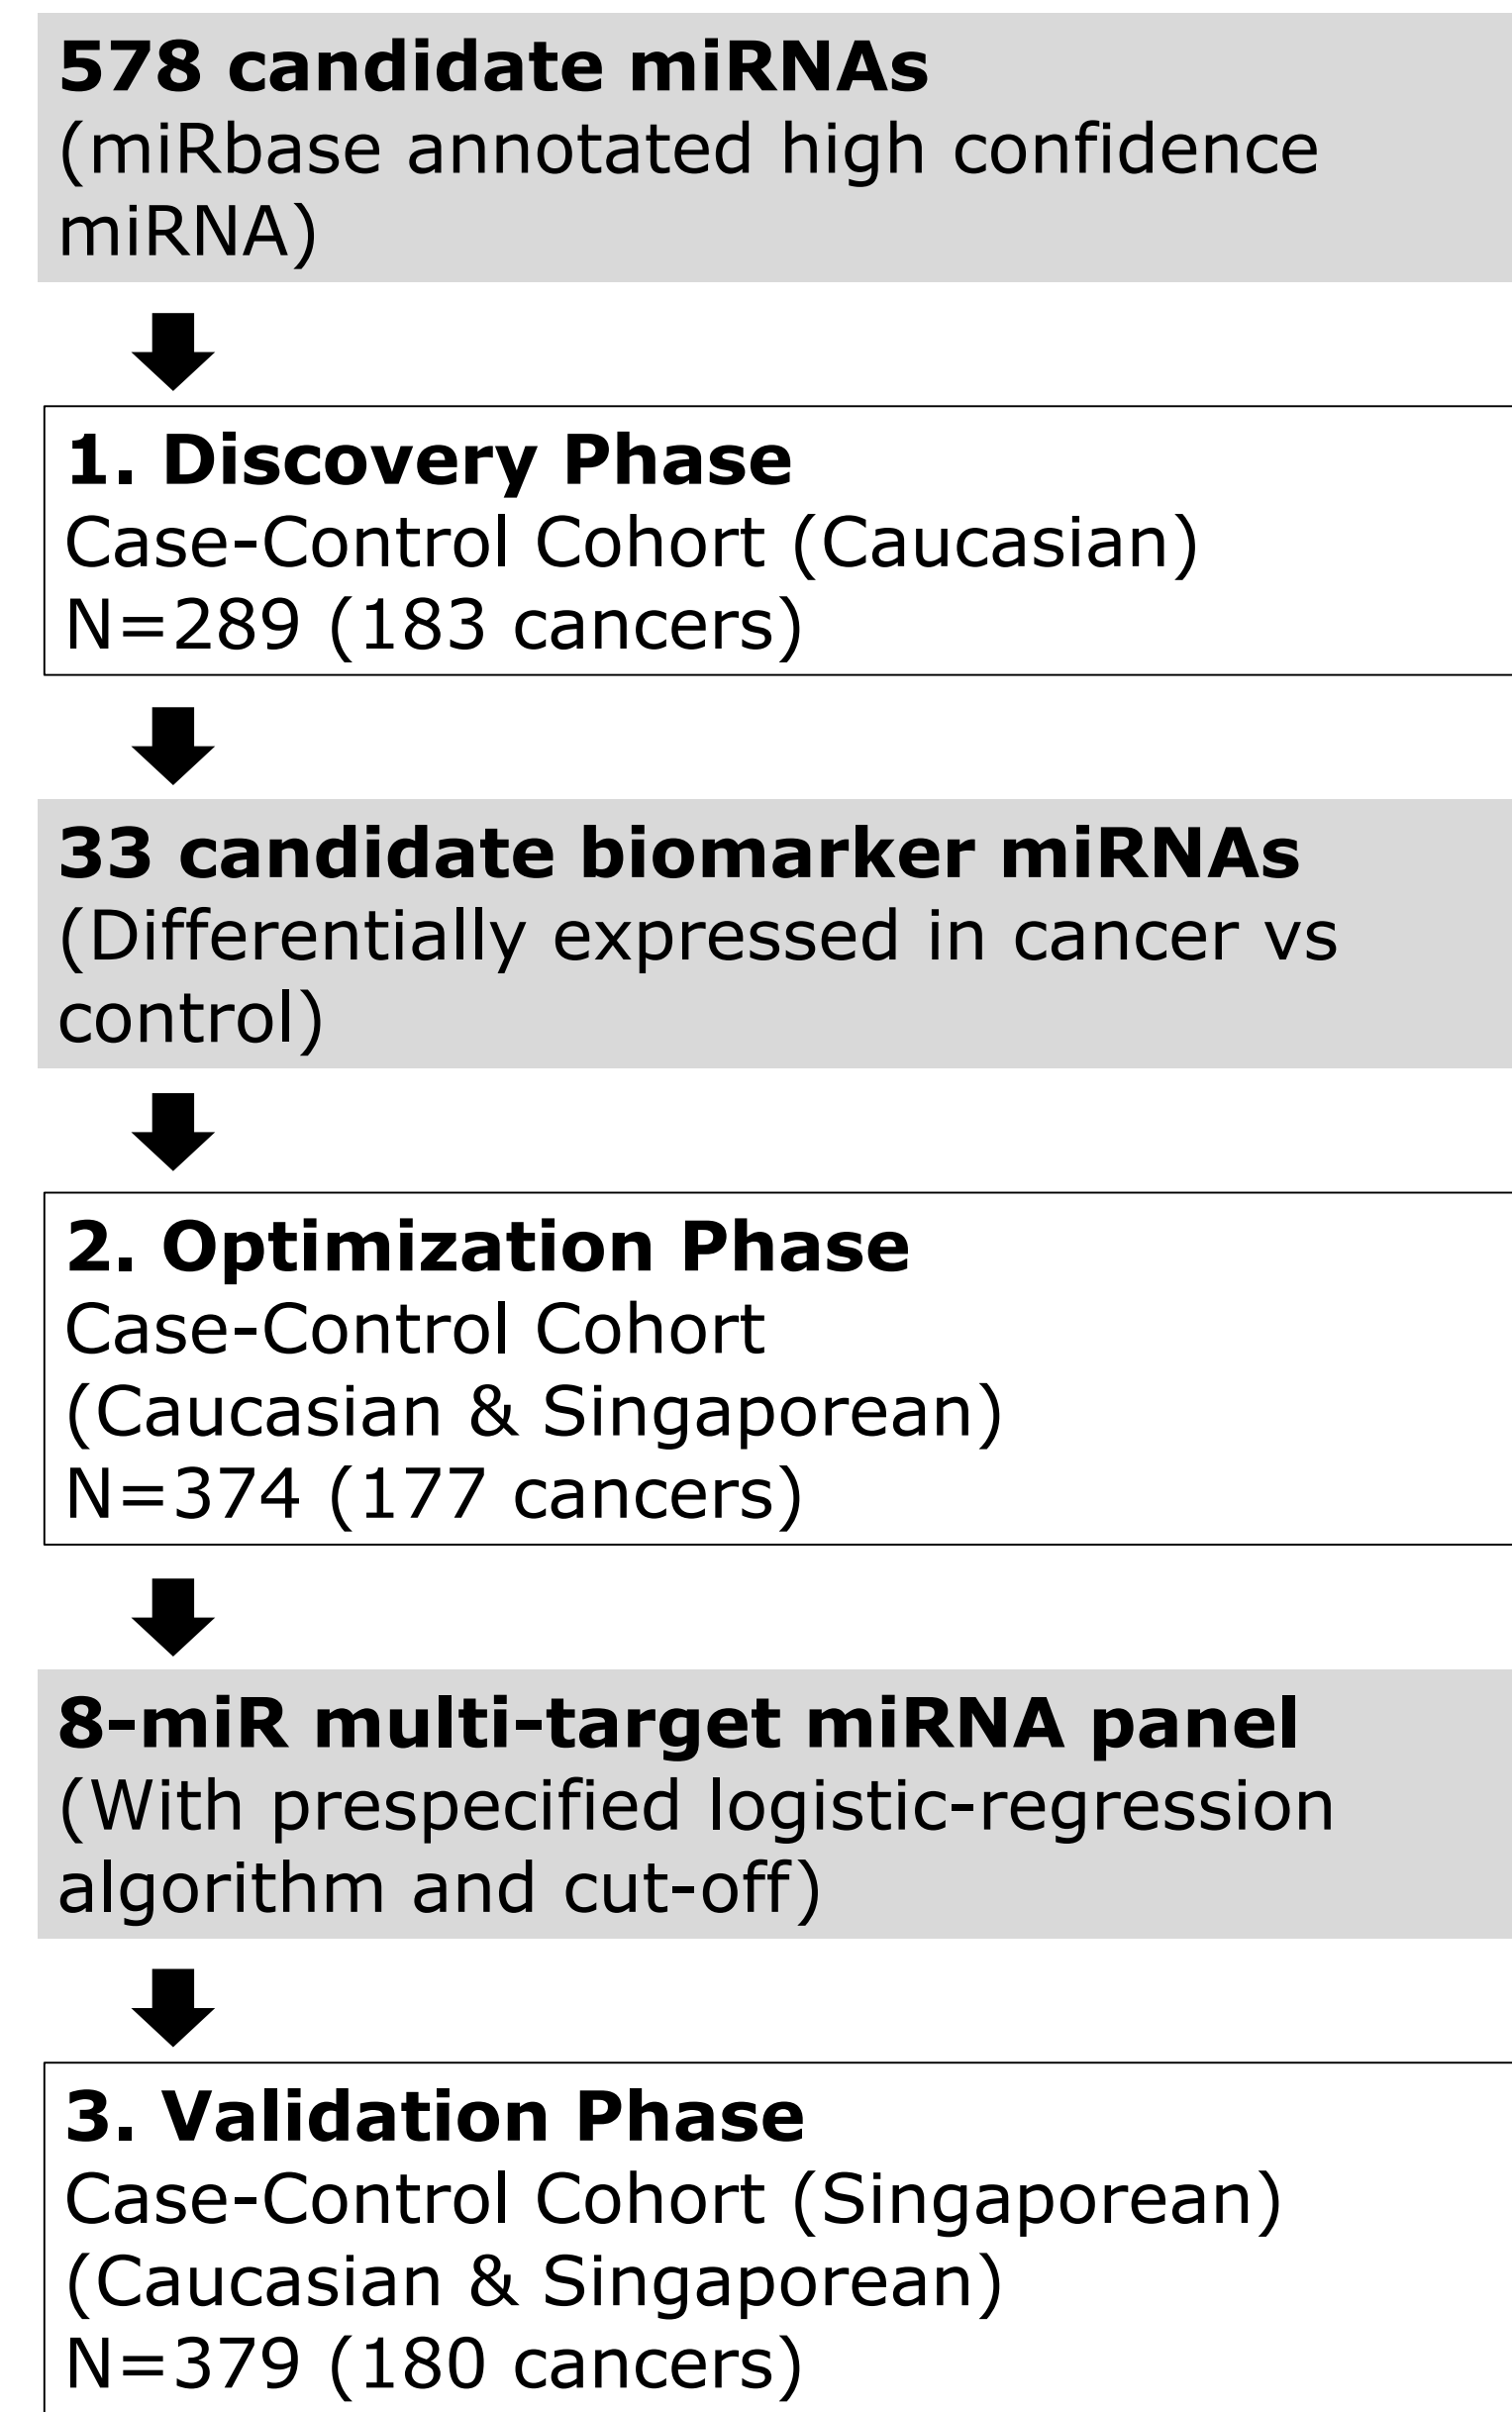 578 candidate miRNAs
(miRbase annotated high confidence
miRNA)
1. Discovery Phase
Case-Control Cohort (Caucasian)
N=289 (183 cancers)
33 candidate biomarker miRNAs
(Differentially expressed in cancer vs
control)
2. Optimization Phase
Case-Control Cohort
(Caucasian & Singaporean)
N=374 (177 cancers)
8-miR multi-target miRNA panel
(With prespecified logistic-regression
algorithm and cut-off)
3. Validation Phase
Case-Control Cohort (Singaporean)
(Caucasian & Singaporean)
N=379 (180 cancers)